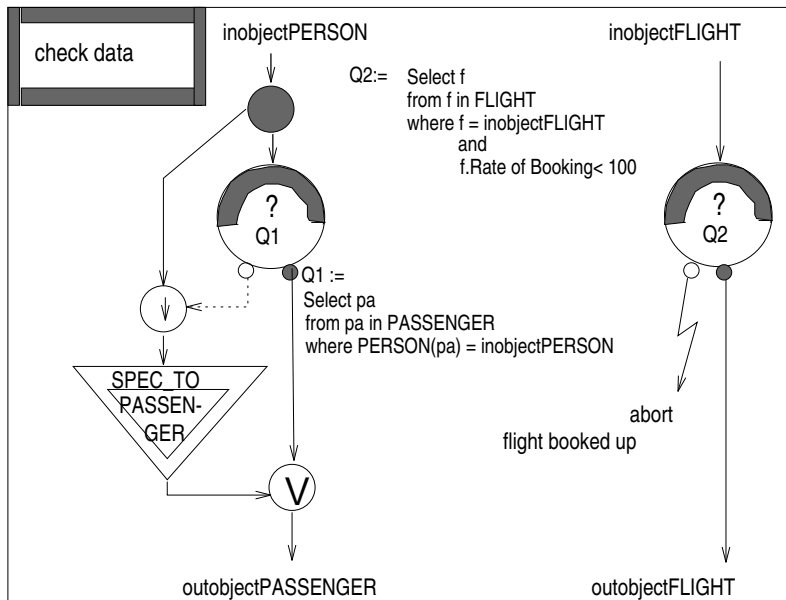 check data
inobjectPERSON
inobjectFLIGHT
Q2:= Select f
from f in FLIGHT
where f = inobjectFLIGHT
and
f.Rate of Booking< 100
?
Q1
?
Q2
Q1 :=
Select pa
from pa in PASSENGER
where PERSON(pa) = inobjectPERSON
SPEC_TO
PASSEN-
GER
abort
flight booked up
V
outobjectPASSENGER
outobjectFLIGHT